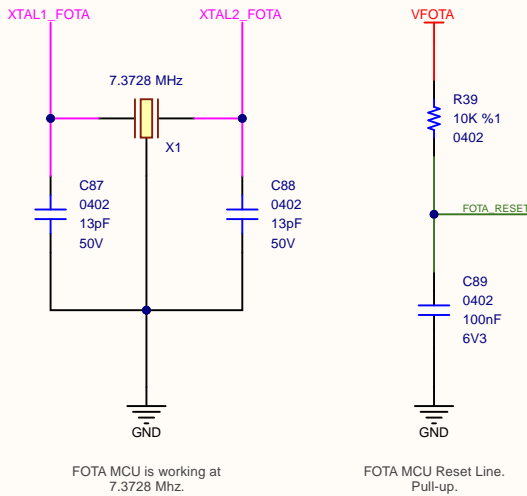 XTAL1_FOTA
XTAL2_FOTA
7.3728 MHz
X1
C87
0402
13pF
50V
C88
0402
13pF
50V
GND
FOTA MCU is working at
7.3728 Mhz.
VFOTA
R39
10K %1
0402
FOTA_RESET
C89
0402
100nF
6V3
GND
FOTA MCU Reset Line.
Pull-up.